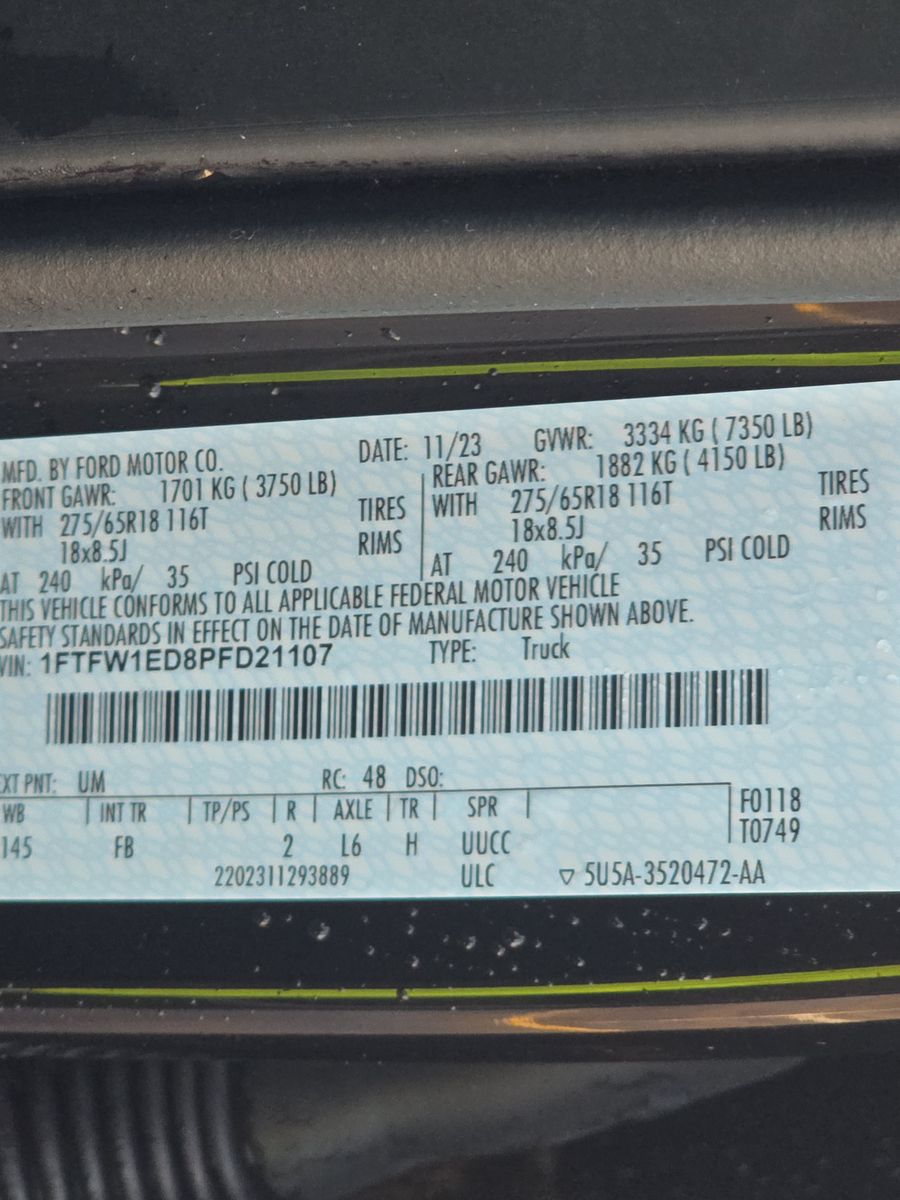 MFD. BY FORD MOTOR CO. DATE: 11/23 GVWR: 3334 KG ( 7350 LB)
FRONT GAWR: 1701 KG ( 3750 LB) REAR GAWR: 1882 KG ( 4150 LB)
WITH 275/65R18 116T TIRES WITH 275/65R18 116T TIRES
18x8.5J RIMS 18x8.5J RIMS
AT 240 kPa/ 35 PSI COLD AT 240 kPa/ 35 PSI COLD
THIS VEHICLE CONFORMS TO ALL APPLICABLE FEDERAL MOTOR VEHICLE
SAFETY STANDARDS IN EFFECT ON THE DATE OF MANUFACTURE SHOWN ABOVE.
VIN: 1FTFW1ED8PFD21107 TYPE: Truck
EXT PNT: UM RC: 48 DSO:
WB INT TR TP/PS R AXLE TR SPR F0118
145 FB 2 L6 H UUCC T0749
2202311293889 ULC ▽ 5U5A-3520472-AA